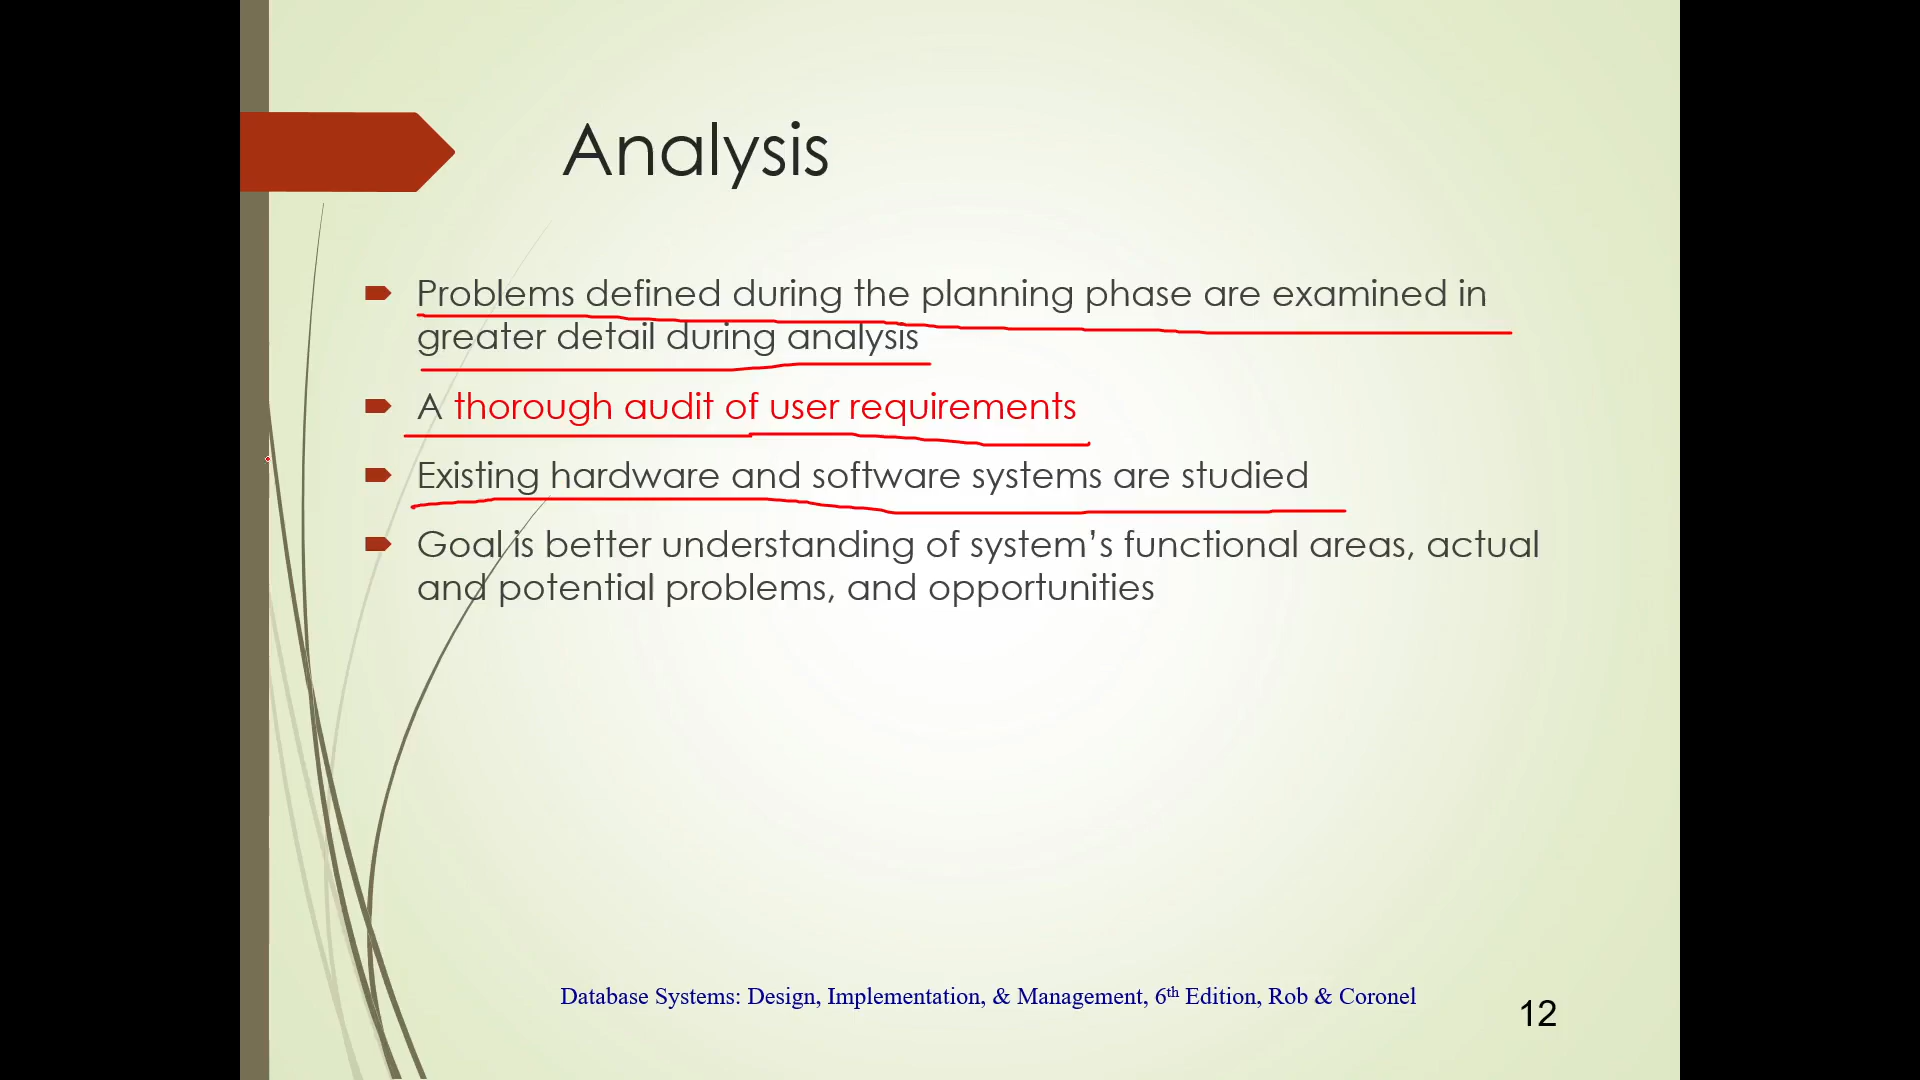 Analysis
Problems defined during the planning phase are examined in
greater detail during analysis
A thorough audit of user requirements
Existing hardware and software systems are studied
Goal is better understanding of system’s functional areas, actual
and potential problems, and opportunities
Database Systems: Design, Implementation, & Management, 6th Edition, Rob & Coronel
12